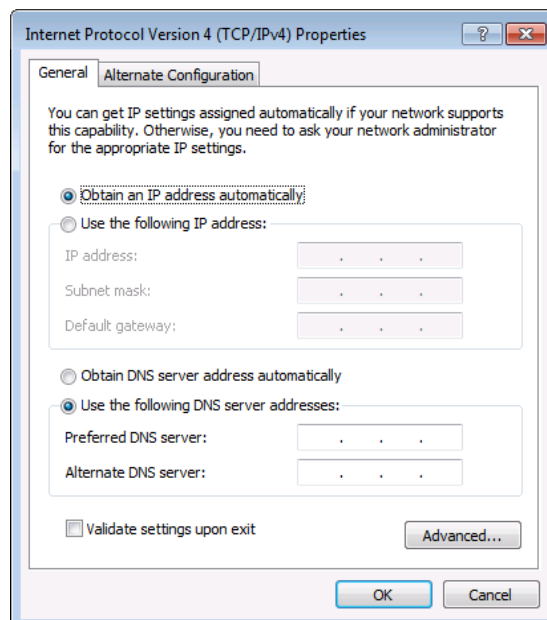 Internet Protocol Version 4 (TCP/IPv4) Properties
General
Alternate Configuration
You can get IP settings assigned automatically if your network supports
this capability. Otherwise, you need to ask your network administrator
for the appropriate IP settings.
Obtain an IP address automatically
Use the following IP address:
IP address:
Subnet mask:
Default gateway:
Obtain DNS server address automatically
Use the following DNS server addresses:
Preferred DNS server:
Alternate DNS server:
Validate settings upon exit
Advanced...
OK
Cancel